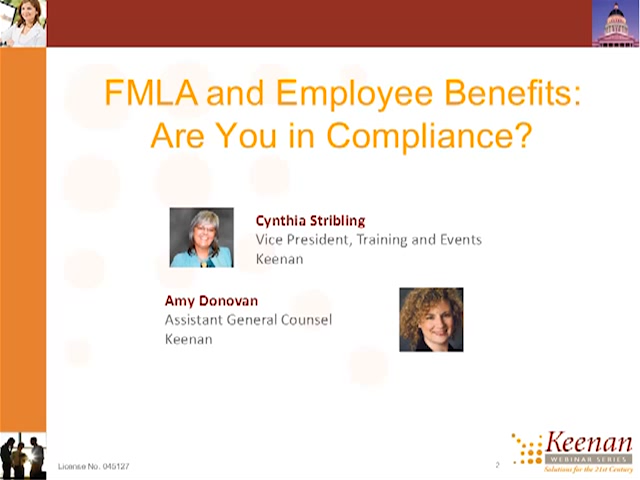 FMLA and Employee Benefits:
Are You in Compliance?
Cynthia Stribling
Vice President, Training and Events
Keenan
Amy Donovan
Assistant General Counsel
Keenan
License No. 045127
2
Keenan
WEBINAR SERIES
Solutions for the 21st Century